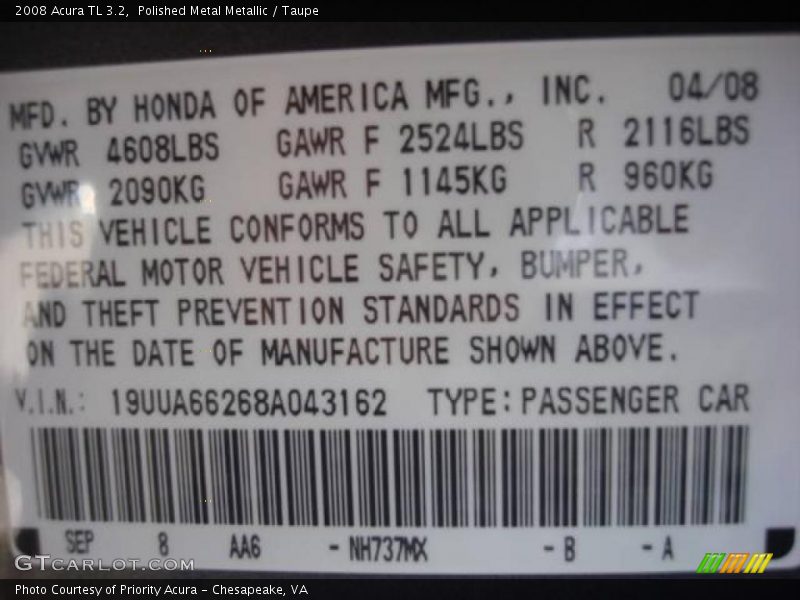 2008 Acura TL 3.2,  Polished Metal Metallic / Taupe
MFD. BY HONDA OF AMERICA MFG., INC. 04/08
GVWR 4608LBS GAWR F 2524LBS R 2116LBS
GVWR 2090KG GAWR F 1145KG R 960KG
THIS VEHICLE CONFORMS TO ALL APPLICABLE
FEDERAL MOTOR VEHICLE SAFETY, BUMPER,
AND THEFT PREVENTION STANDARDS IN EFFECT
ON THE DATE OF MANUFACTURE SHOWN ABOVE.
V.I.N.: 19UUA66268A043162 TYPE: PASSENGER CAR
SEP 8 AA6 - NH737MX - B - A
GTCarLot.com
Photo Courtesy of Priority Acura – Chesapeake, VA